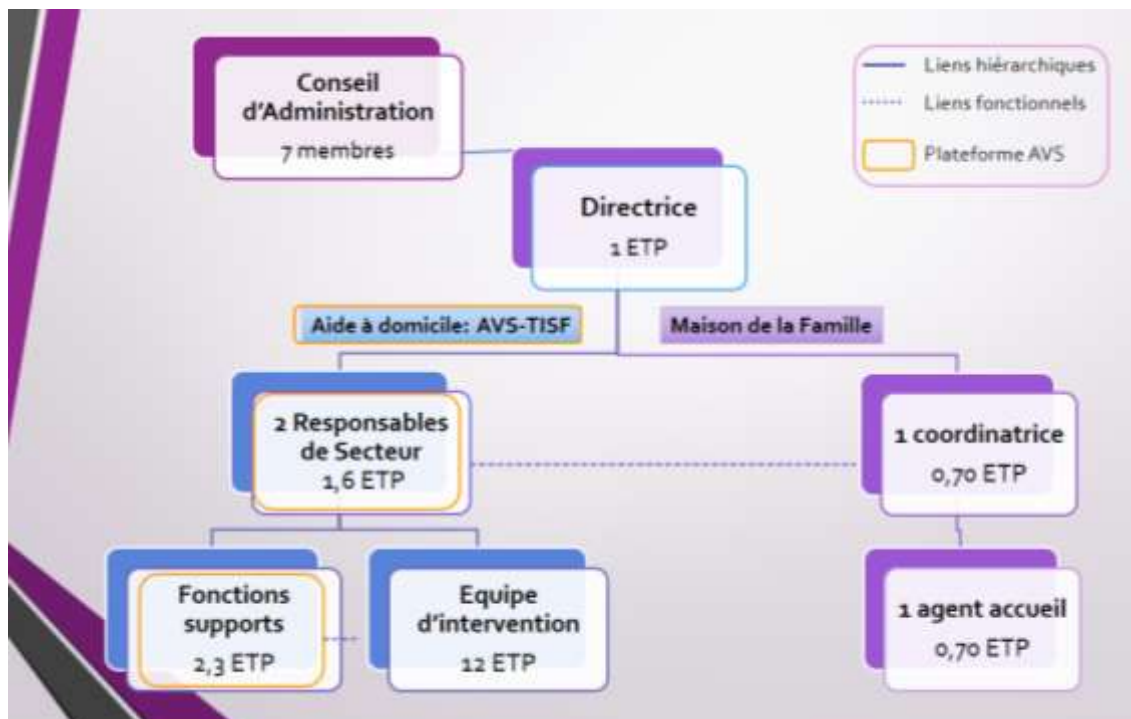 Conseil
d'Administration
7 membres
Liens hiérarchiques
Liens fonctionnels
Plateforme AVS
Directrice
1 ETP
Aide à domicile: AVS-TISF
Maison de la Famille
2 Responsables
de Secteur
1,6 ETP
1 coordinatrice
0,70 ETP
Fonctions
supports
2,3 ETP
Equipe
d'intervention
12 ETP
1 agent accueil
0,70 ETP